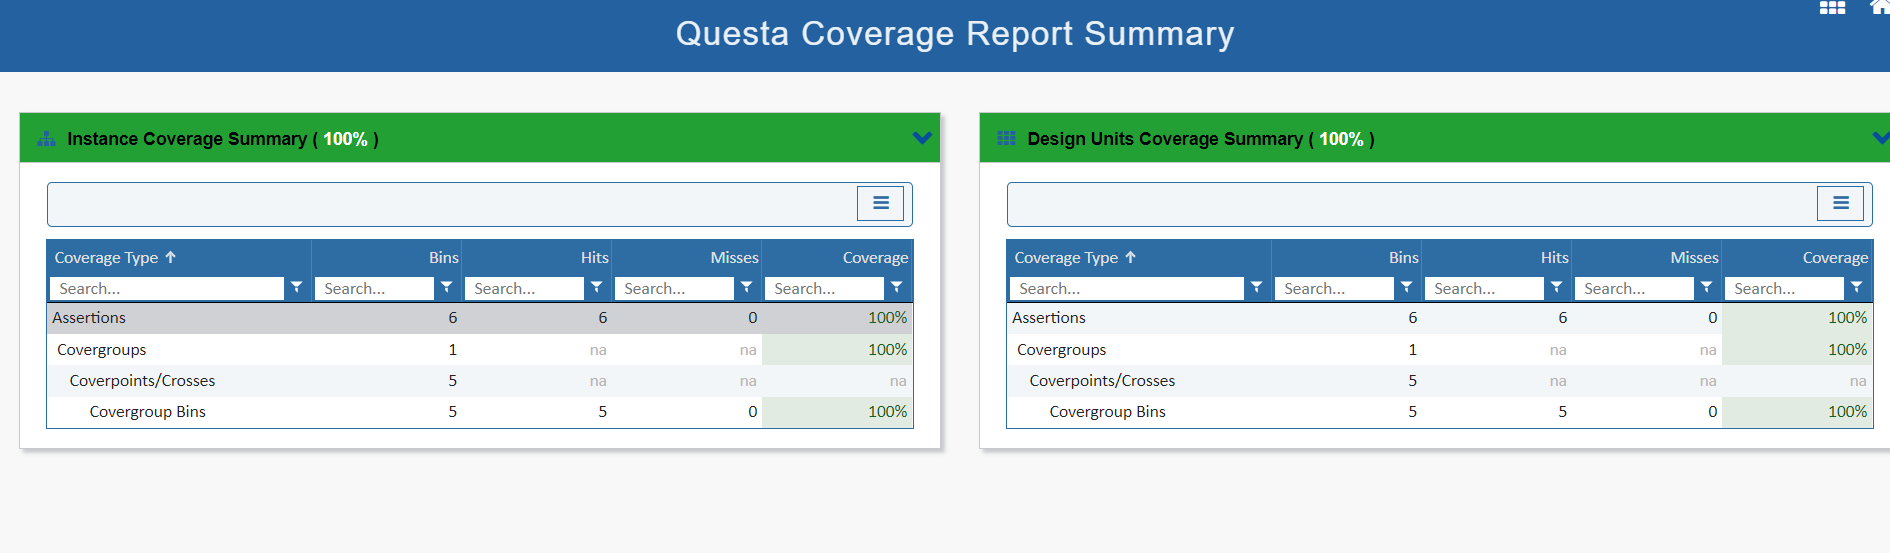 Questa Coverage Report Summary
Instance Coverage Summary ( 100% )
Coverage Type Bins Hits Misses Coverage
Search... Search... Search... Search... Search...
Assertions 6 6 0 100%
Covergroups 1 na na 100%
Coverpoints/Crosses 5 na na na
Covergroup Bins 5 5 0 100%
Design Units Coverage Summary ( 100% )
Coverage Type Bins Hits Misses Coverage
Search... Search... Search... Search... Search...
Assertions 6 6 0 100%
Covergroups 1 na na 100%
Coverpoints/Crosses 5 na na na
Covergroup Bins 5 5 0 100%